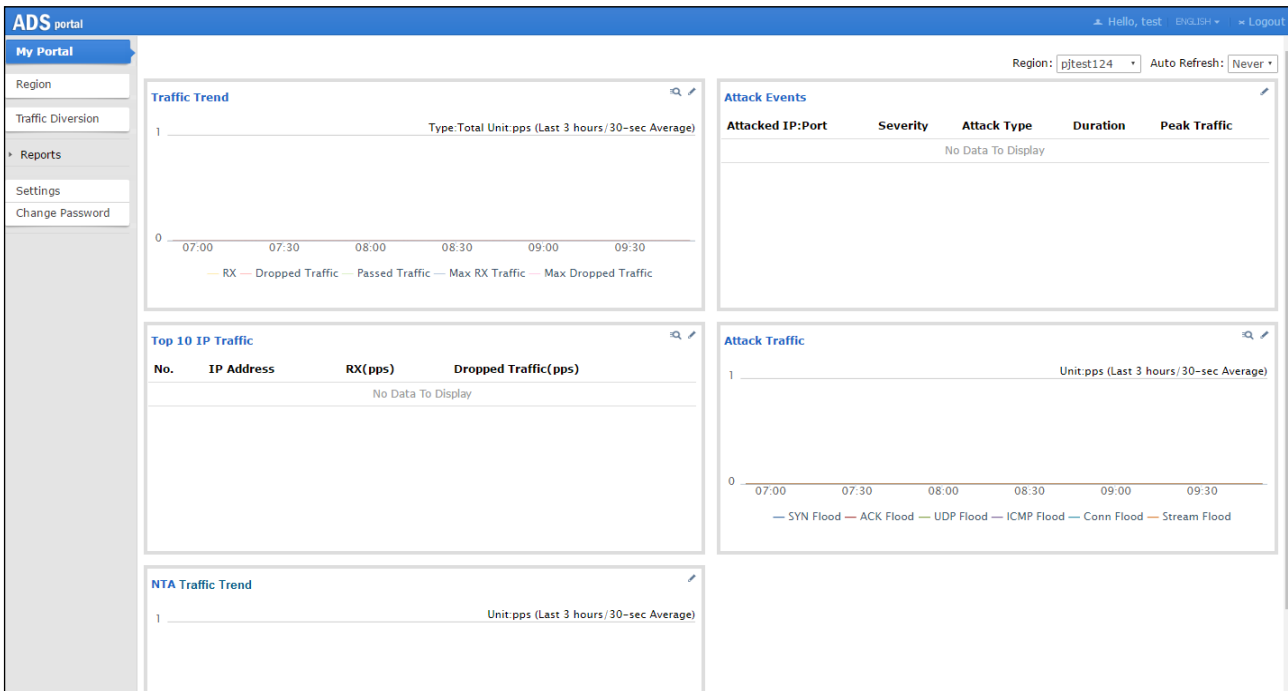 ADS portal
Hello, test ENGLISH Logout
My Portal
Region
Traffic Diversion
Reports
Settings
Change Password
Region: pjtest124 Auto Refresh: Never
Traffic Trend
Type:Total Unit:pps (Last 3 hours/30-sec Average)
1
0
07:00 07:30 08:00 08:30 09:00 09:30
RX Dropped Traffic Passed Traffic Max RX Traffic Max Dropped Traffic
Attack Events
Attacked IP:Port Severity Attack Type Duration Peak Traffic
No Data To Display
Top 10 IP Traffic
No. IP Address RX(pps) Dropped Traffic(pps)
No Data To Display
Attack Traffic
Unit:pps (Last 3 hours/30-sec Average)
1
0
07:00 07:30 08:00 08:30 09:00 09:30
SYN Flood ACK Flood UDP Flood ICMP Flood Conn Flood Stream Flood
NTA Traffic Trend
Unit:pps (Last 3 hours/30-sec Average)
1